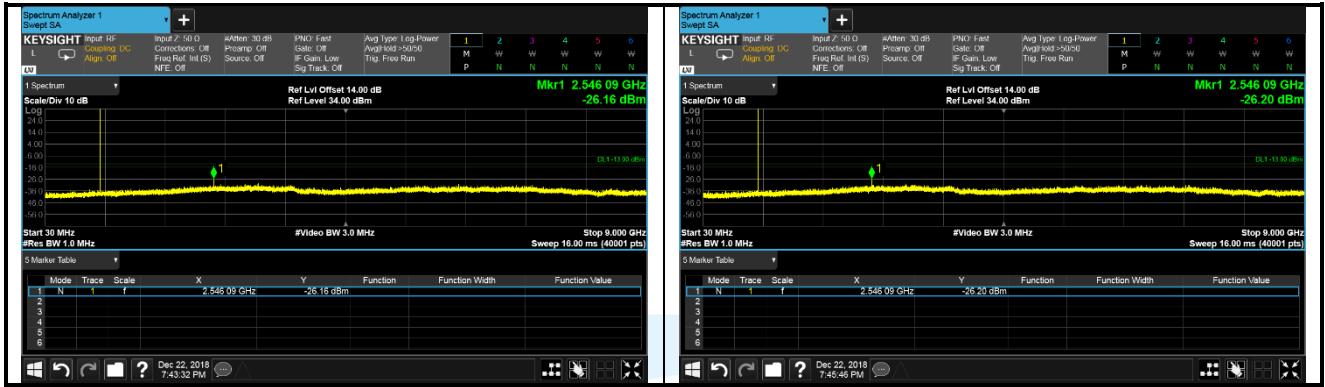 Spectrum Analyzer 1
Swept SA
+
KEYSIGHT
L
LXI
Input: RF
Coupling: DC
Align: Off
Input Z: 50 Ω
Corrections: Off
Freq Ref: Int (S)
NFE: Off
#Atten: 30 dB
Preamp: Off
Source: Off
PNO: Fast
Gate: Off
IF Gain: Low
Sig Track: Off
Avg Type: Log-Power
Avg|Hold >50/50
Trig: Free Run
1 2 3 4 5 6
M W W W W W
P N N N N N
1 Spectrum
Scale/Div 10 dB
Ref Lvl Offset 14.00 dB
Ref Level 34.00 dBm
Mkr1 2.546 09 GHz
-26.16 dBm
Log
24.0
14.0
4.00
-6.00
-16.0
-26.0
-36.0
-46.0
-56.0
1
DL1 -13.00 dBm
Start 30 MHz
#Res BW 1.0 MHz
#Video BW 3.0 MHz
Stop 9.000 GHz
Sweep 16.00 ms (40001 pts)
5 Marker Table
Mode Trace Scale X Y Function Function Width Function Value
1 N 1 f 2.546 09 GHz -26.16 dBm
2
3
4
5
6
?
Dec 22, 2018
7:43:32 PM
Spectrum Analyzer 1
Swept SA
+
KEYSIGHT
L
LXI
Input: RF
Coupling: DC
Align: Off
Input Z: 50 Ω
Corrections: Off
Freq Ref: Int (S)
NFE: Off
#Atten: 30 dB
Preamp: Off
Source: Off
PNO: Fast
Gate: Off
IF Gain: Low
Sig Track: Off
Avg Type: Log-Power
Avg|Hold >50/50
Trig: Free Run
1 2 3 4 5 6
M W W W W W
P N N N N N
1 Spectrum
Scale/Div 10 dB
Ref Lvl Offset 14.00 dB
Ref Level 34.00 dBm
Mkr1 2.546 09 GHz
-26.20 dBm
Log
24.0
14.0
4.00
-6.00
-16.0
-26.0
-36.0
-46.0
-56.0
1
DL1 -13.00 dBm
Start 30 MHz
#Res BW 1.0 MHz
#Video BW 3.0 MHz
Stop 9.000 GHz
Sweep 16.00 ms (40001 pts)
5 Marker Table
Mode Trace Scale X Y Function Function Width Function Value
1 N 1 f 2.546 09 GHz -26.20 dBm
2
3
4
5
6
?
Dec 22, 2018
7:45:46 PM